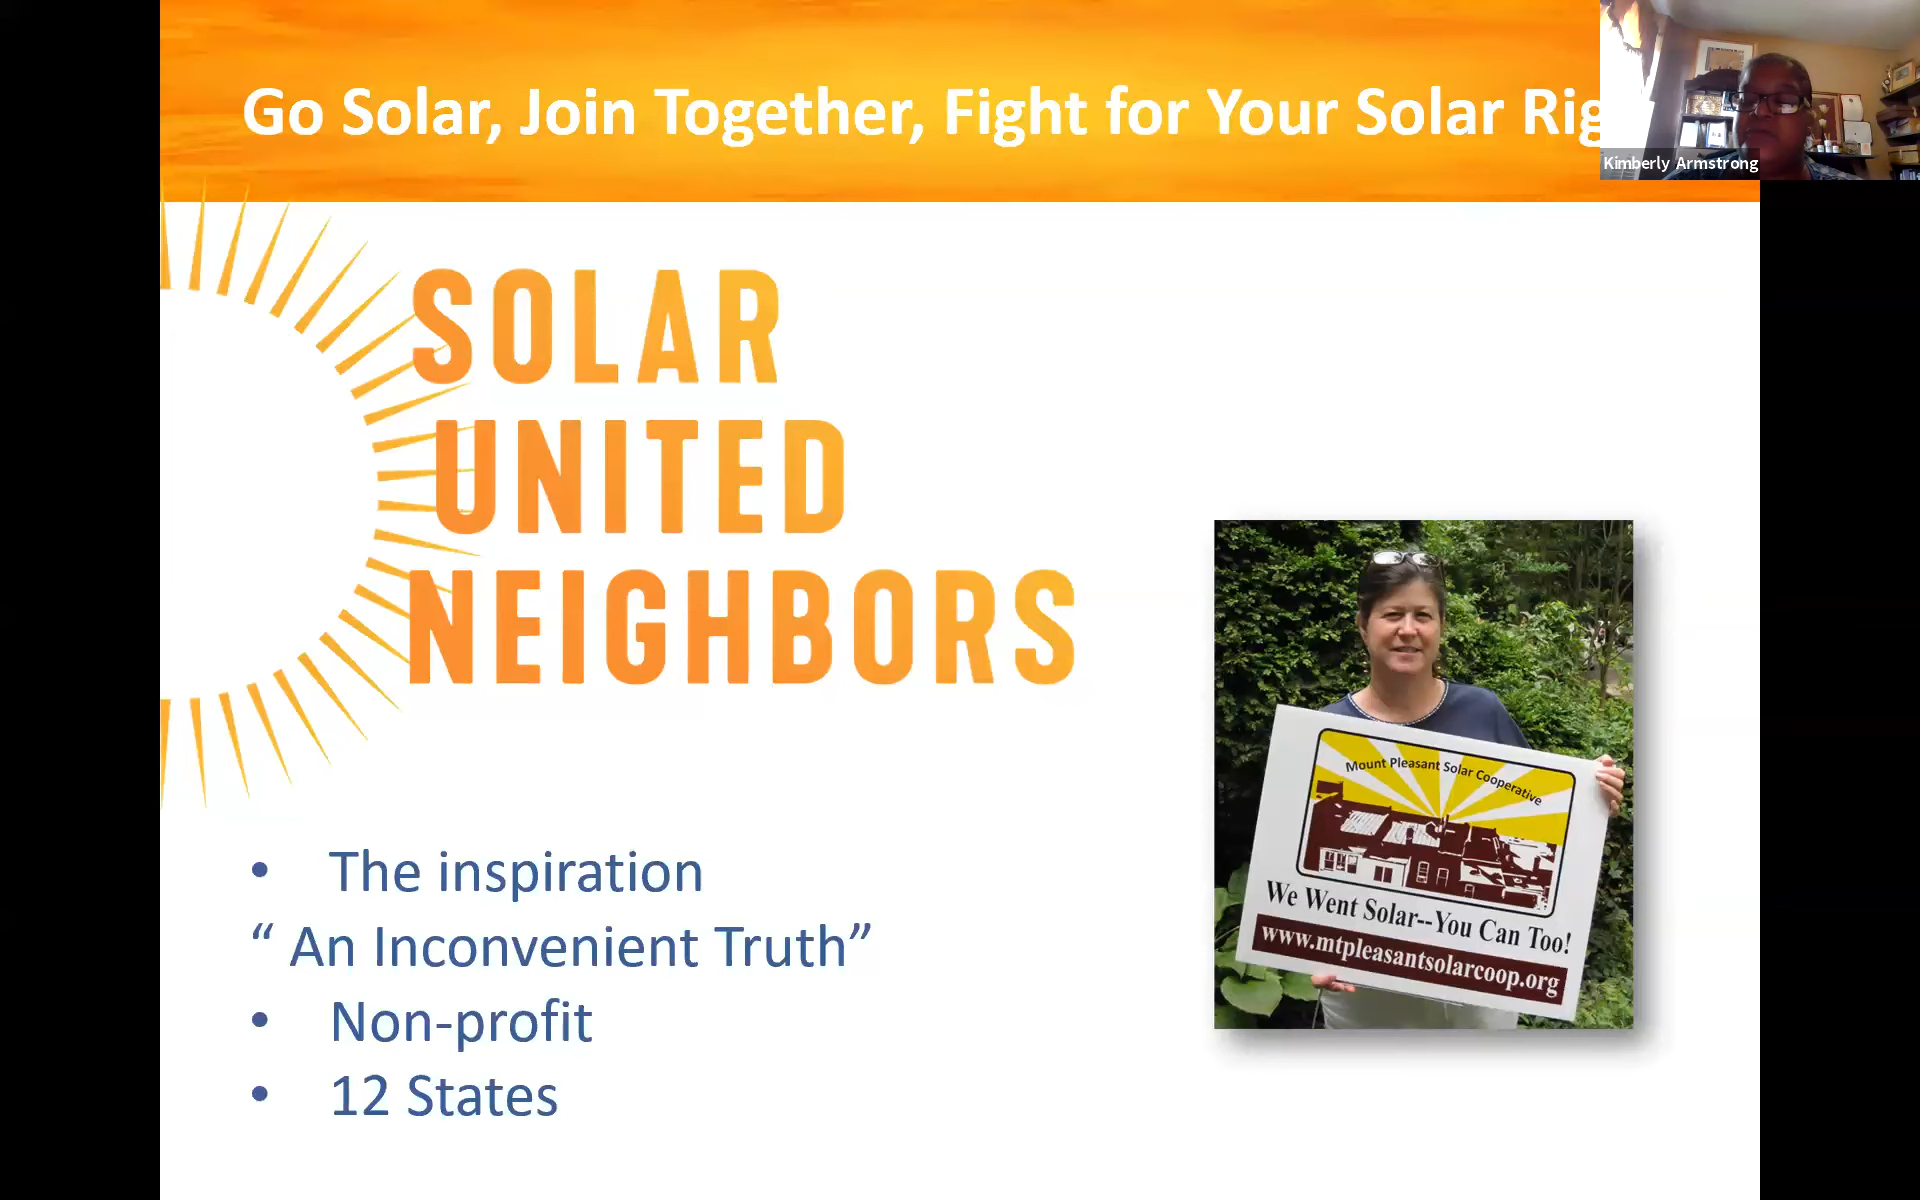 Go Solar, Join Together, Fight for Your Solar
Kimberly Armstrong
SOLAR
UNITED
NEIGHBORS
Mount Pleasant Solar Cooperative
We Went Solar--You Can Too!
www.mtpleasantsolarcoop.org
• The inspiration
“ An Inconvenient Truth”
• Non-profit
• 12 States